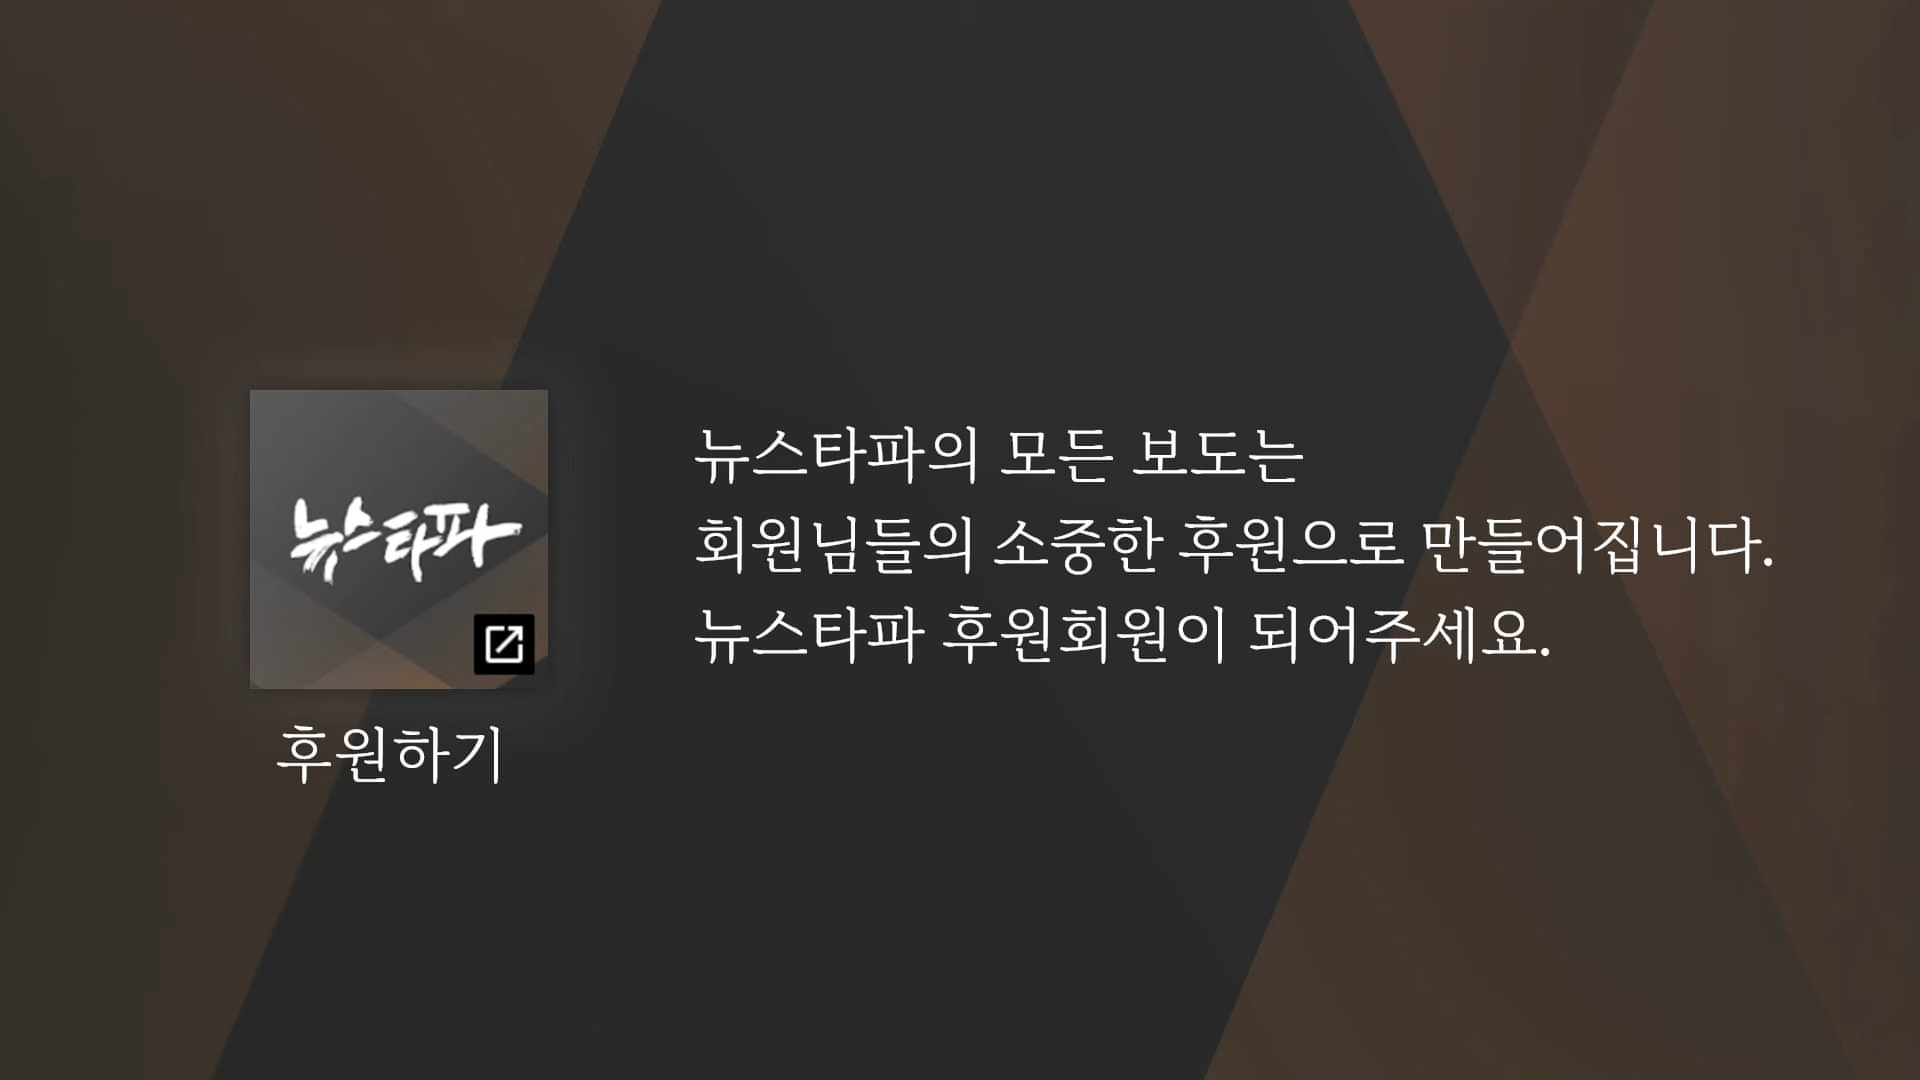 뉴스타파
후원하기
뉴스타파의 모든 보도는
회원님들의 소중한 후원으로 만들어집니다.
뉴스타파 후원회원이 되어주세요.